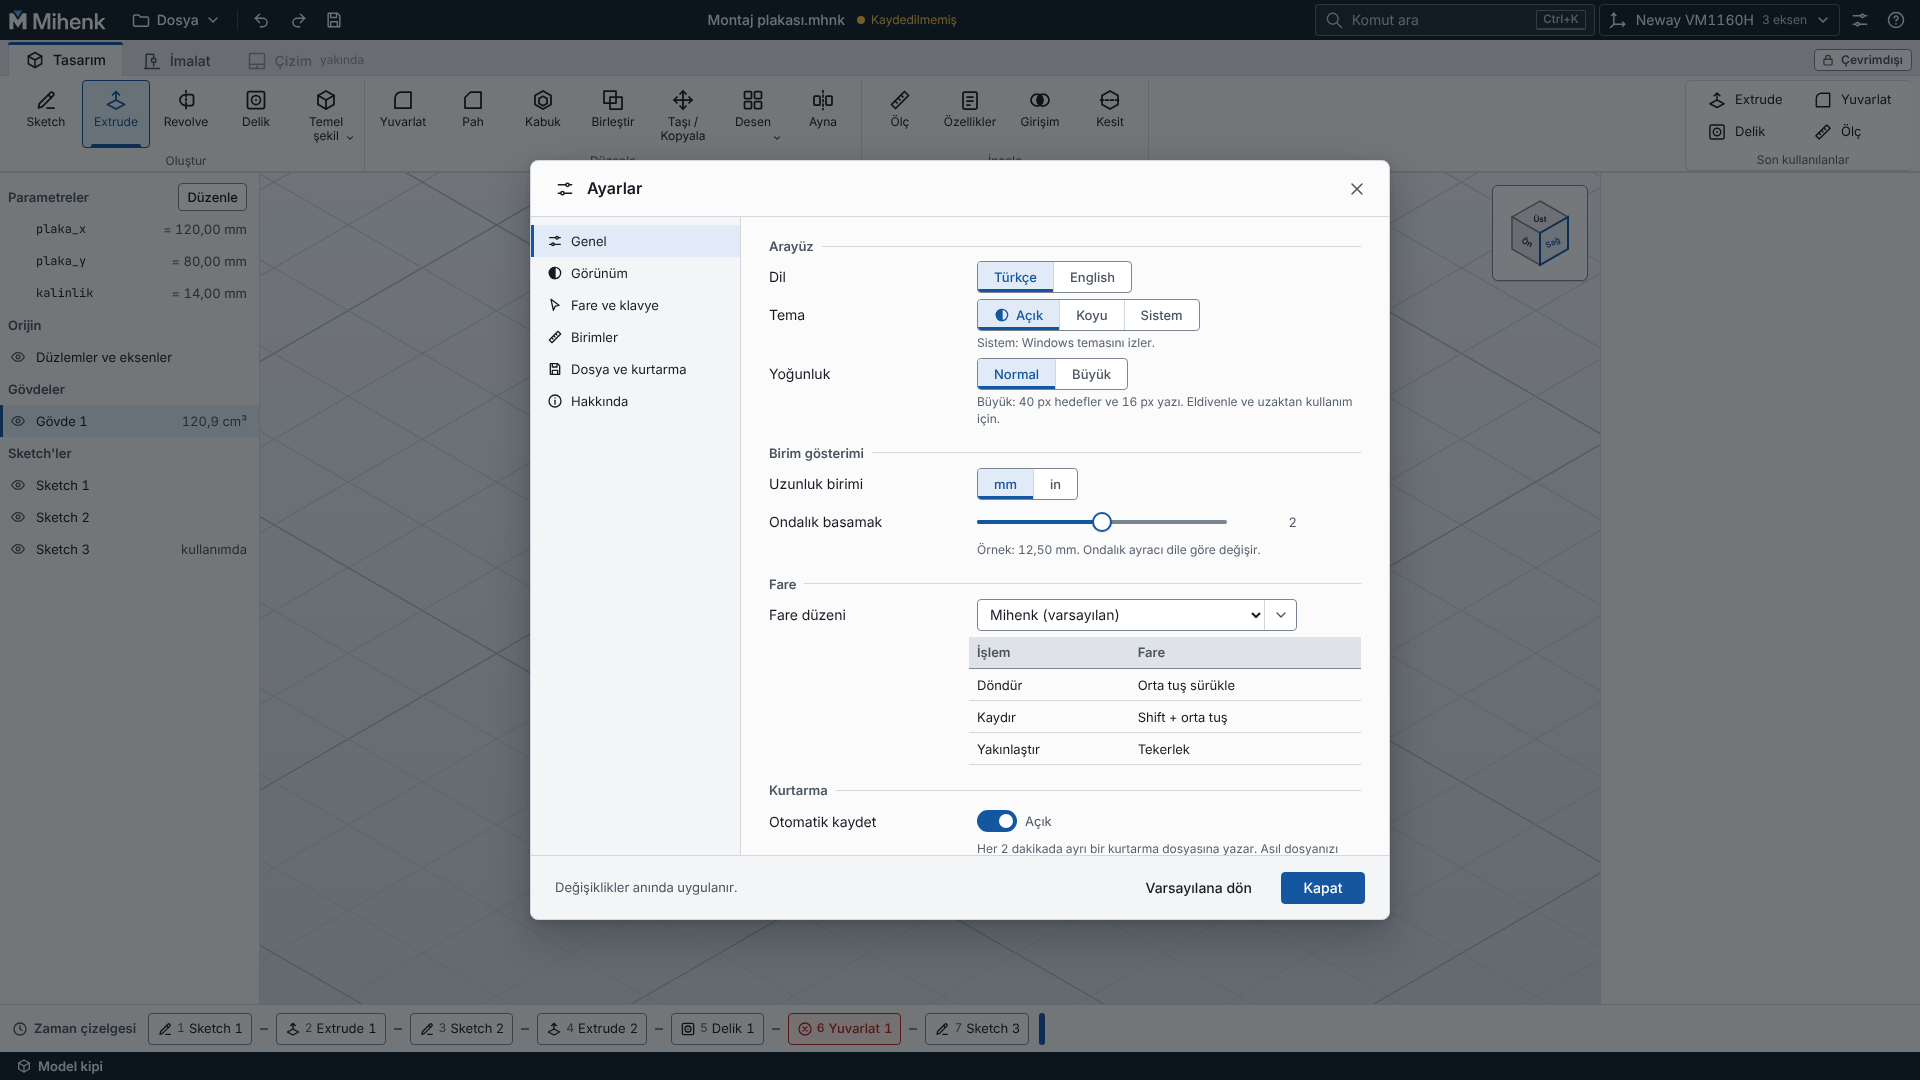 Mihenk
Dosya
Montaj plakası.mhnk
Kaydedilmemiş
Komut ara
Ctrl+K
Neway VM1160H
3 eksen
Tasarım
İmalat
Çizim
yakında
Çevrimdışı
Sketch
Extrude
Revolve
Delik
Temel
şekil
Oluştur
Yuvarlat
Pah
Kabuk
Birleştir
Taşı /
Kopyala
Desen
Ayna
Düzenle
Ölç
Özellikler
Girişim
Kesit
İncele
Extrude
Yuvarlat
Delik
Ölç
Son kullanılanlar
Parametreler
Düzenle
plaka_x = 120,00 mm
plaka_y = 80,00 mm
kalinlik = 14,00 mm
Orijin
Düzlemler ve eksenler
Gövdeler
Gövde 1 120,9 cm³
Sketch'ler
Sketch 1
Sketch 2
Sketch 3 kullanımda
Üst
Ön
Sağ
Ayarlar
Genel
Görünüm
Fare ve klavye
Birimler
Dosya ve kurtarma
Hakkında
Arayüz
Dil
Türkçe English
Tema
Açık Koyu Sistem
Sistem: Windows temasını izler.
Yoğunluk
Normal Büyük
Büyük: 40 px hedefler ve 16 px yazı. Eldivenle ve uzaktan kullanım
için.
Birim gösterimi
Uzunluk birimi
mm in
Ondalık basamak
2
Örnek: 12,50 mm. Ondalık ayracı dile göre değişir.
Fare
Fare düzeni
Mihenk (varsayılan)
İşlem Fare
Döndür Orta tuş sürükle
Kaydır Shift + orta tuş
Yakınlaştır Tekerlek
Kurtarma
Otomatik kaydet
Açık
Her 2 dakikada ayrı bir kurtarma dosyasına yazar. Asıl dosyanızı
Değişiklikler anında uygulanır.
Varsayılana dön
Kapat
Zaman çizelgesi
1 Sketch 1
2 Extrude 1
3 Sketch 2
4 Extrude 2
5 Delik 1
6 Yuvarlat 1
7 Sketch 3
Model kipi